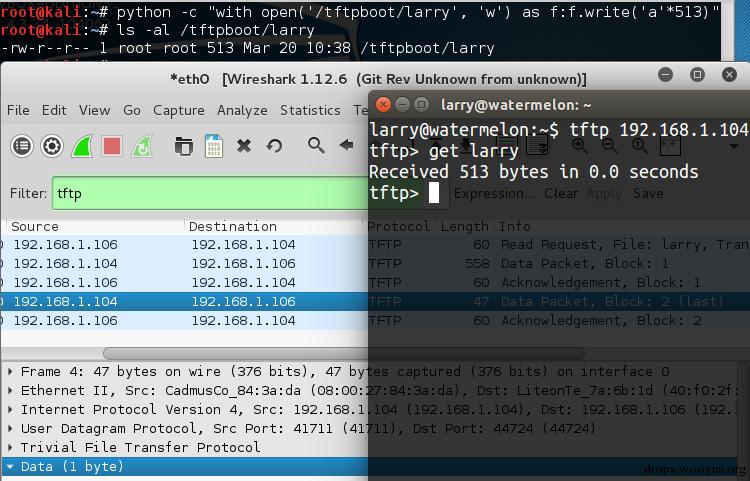 root@kali:~# python -c "with open('/tftpboot/larry', 'w') as f:f.write('a'*513)"
root@kali:~# ls -al /tftpboot/larry
-rw-r--r-- 1 root root 513 Mar 20 10:38 /tftpboot/larry
*eth0 [Wireshark 1.12.6 (Git Rev Unknown from unknown)]
File Edit View Go Capture Analyze Statistics Te
larry@watermelon: ~
larry@watermelon:~$ tftp 192.168.1.104
tftp> get larry
Received 513 bytes in 0.0 seconds
tftp>
Filter: tftp Expression... Clear Apply Save
Source Destination Protocol Length Info
192.168.1.106 192.168.1.104 TFTP 60 Read Request, File: larry, Tran
192.168.1.104 192.168.1.106 TFTP 558 Data Packet, Block: 1
192.168.1.106 192.168.1.104 TFTP 60 Acknowledgement, Block: 1
192.168.1.104 192.168.1.106 TFTP 47 Data Packet, Block: 2 (last)
192.168.1.106 192.168.1.104 TFTP 60 Acknowledgement, Block: 2
Frame 4: 47 bytes on wire (376 bits), 47 bytes captured (376 bits) on interface 0
Ethernet II, Src: CadmusCo_84:3a:da (08:00:27:84:3a:da), Dst: LiteonTe_7a:6b:1d (40:f0:2f:
Internet Protocol Version 4, Src: 192.168.1.104 (192.168.1.104), Dst: 192.168.1.106 (192.1
User Datagram Protocol, Src Port: 41711 (41711), Dst Port: 44724 (44724)
Trivial File Transfer Protocol
Data (1 byte)
drops.wooyun.org